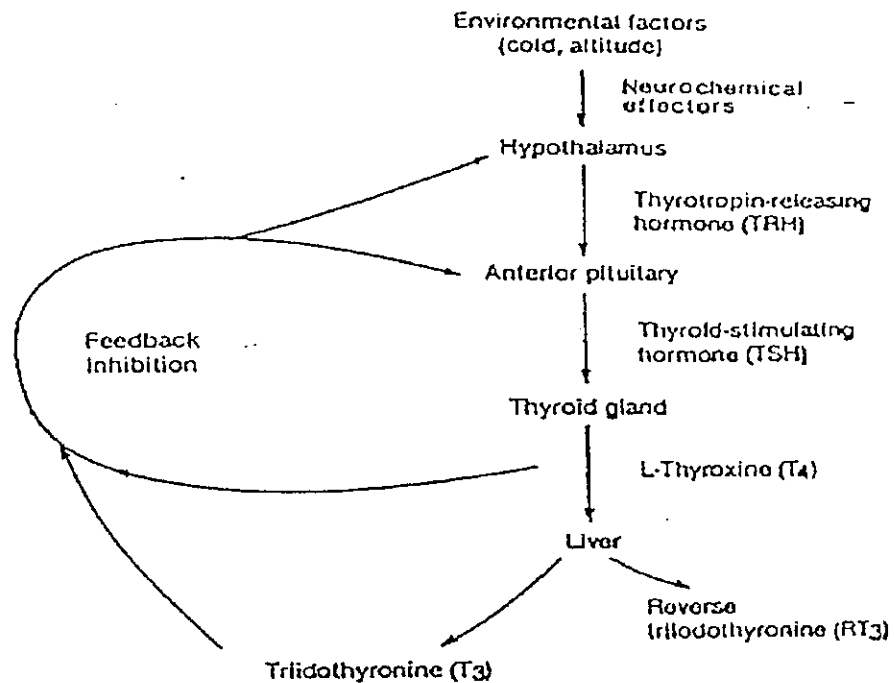 Environmental factors
(cold, altitude)
Neurochemical
effectors
Hypothalamus
Thyrotropin-releasing
hormone (TRH)
Anterior pituitary
Feedback
Inhibition
Thyroid-stimulating
hormone (TSH)
Thyroid gland
L-Thyroxine (T4)
Liver
Reverse
triiodothyronine (RT3)
Triidothyronine (T3)